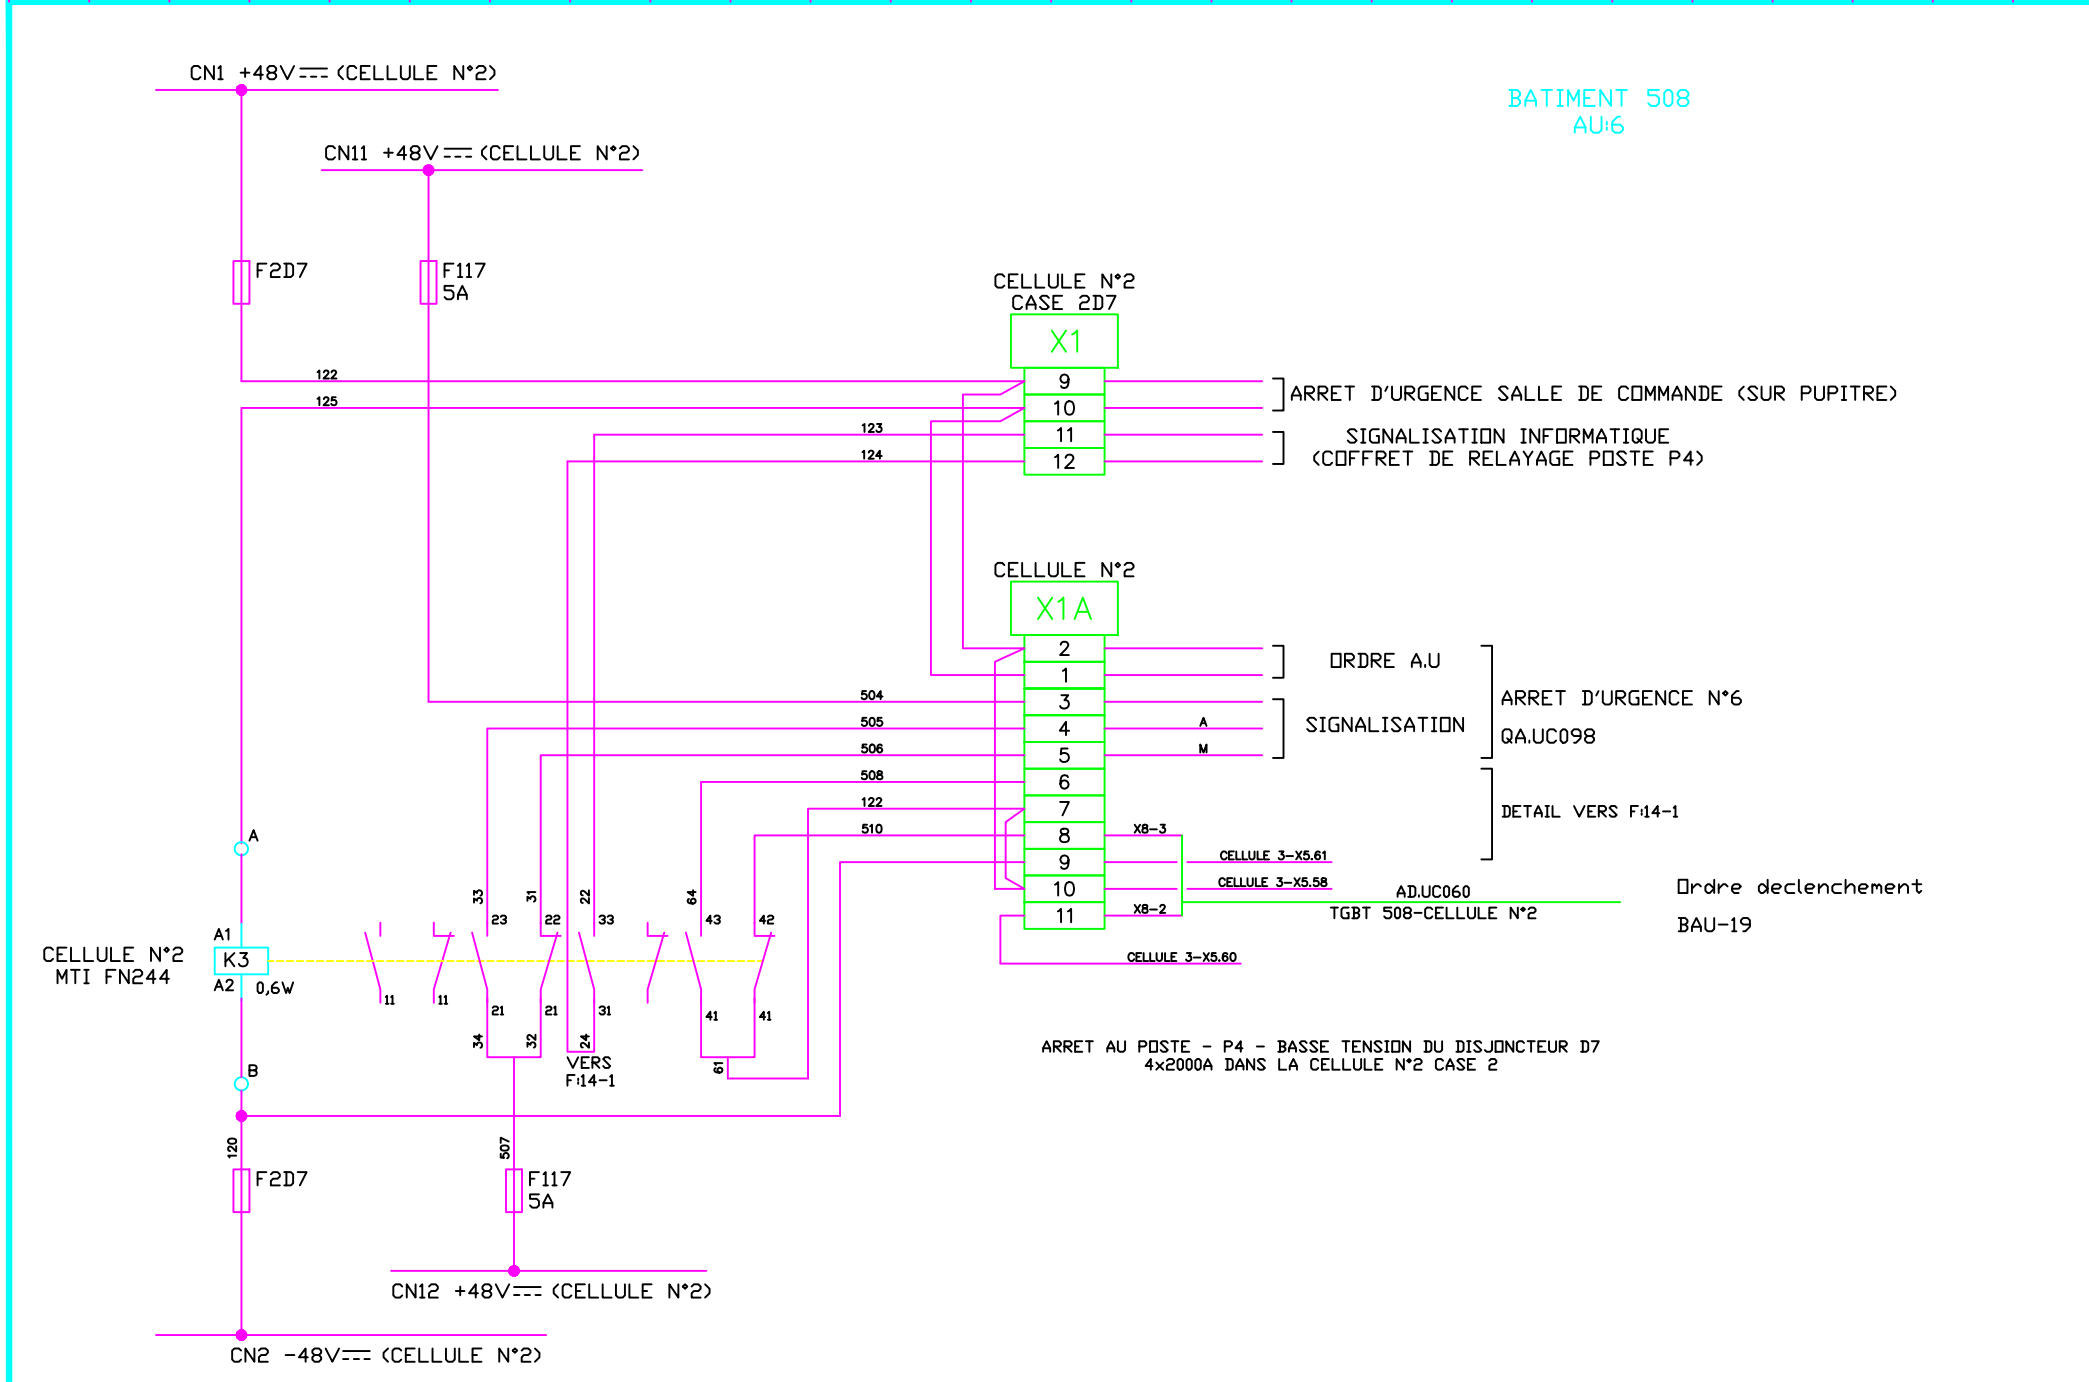 CN1 +48V (CELLULE N°2)
BATIMENT 508
AU:6
CN11 +48V (CELLULE N°2)
F2D7
F117
5A
CELLULE N°2
CASE 2D7
X1
122
9
ARRET D'URGENCE SALLE DE COMMANDE (SUR PUPITRE)
125
10
123
11
SIGNALISATION INFORMATIQUE
124
12
(COFFRET DE RELAYAGE POSTE P4)
CELLULE N°2
X1A
2
ORDRE A.U
1
504
3
ARRET D'URGENCE N°6
505
4
A
SIGNALISATION
506
5
M
QA.UC098
508
6
122
7
DETAIL VERS F:14-1
510
8
X8-3
A
9
CELLULE 3-X5.61
10
CELLULE 3-X5.58
AD.UC060
Ordre declenchement
11
X8-2
TGBT 508-CELLULE N°2
BAU-19
33
31
22
64
23
22
33
43
42
A1
CELLULE N°2
MTI FN244
K3
A2
0,6W
CELLULE 3-X5.60
11
11
21
21
31
41
41
34
32
24
61
VERS
F:14-1
B
ARRET AU POSTE - P4 - BASSE TENSION DU DISJONCTEUR D7
4x2000A DANS LA CELLULE N°2 CASE 2
120
507
F2D7
F117
5A
CN12 +48V (CELLULE N°2)
CN2 -48V (CELLULE N°2)